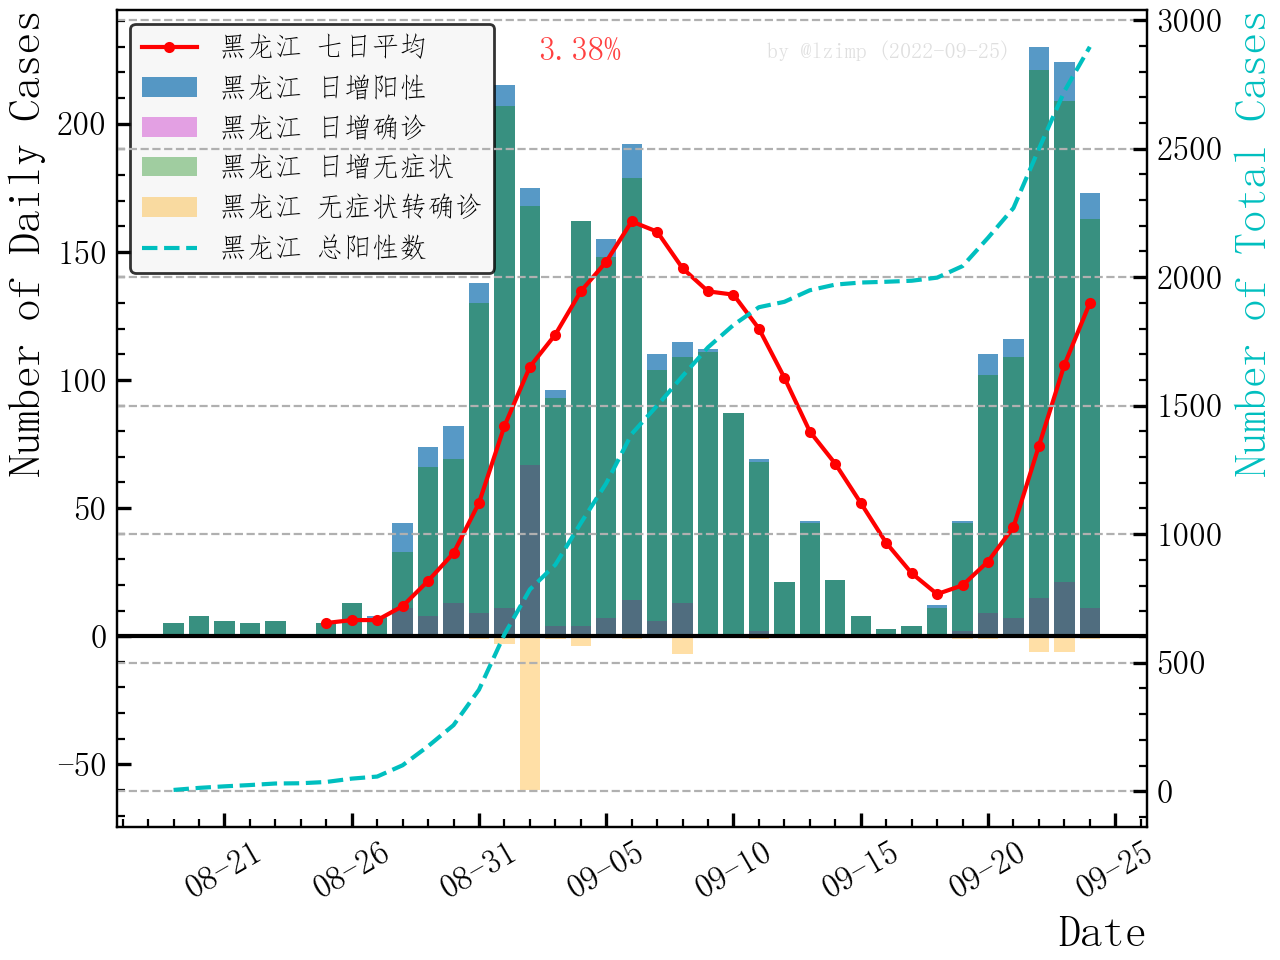 黑龙江 七日平均
黑龙江 日增阳性
黑龙江 日增确诊
黑龙江 日增无症状
黑龙江 无症状转确诊
黑龙江 总阳性数
3.38%
by @lzimp (2022-09-25)
Number of Daily Cases
200
150
100
50
0
−50
3000
2500
2000
1500
1000
500
0
Number of Total Cases
08-21
08-26
08-31
09-05
09-10
09-15
09-20
09-25
Date